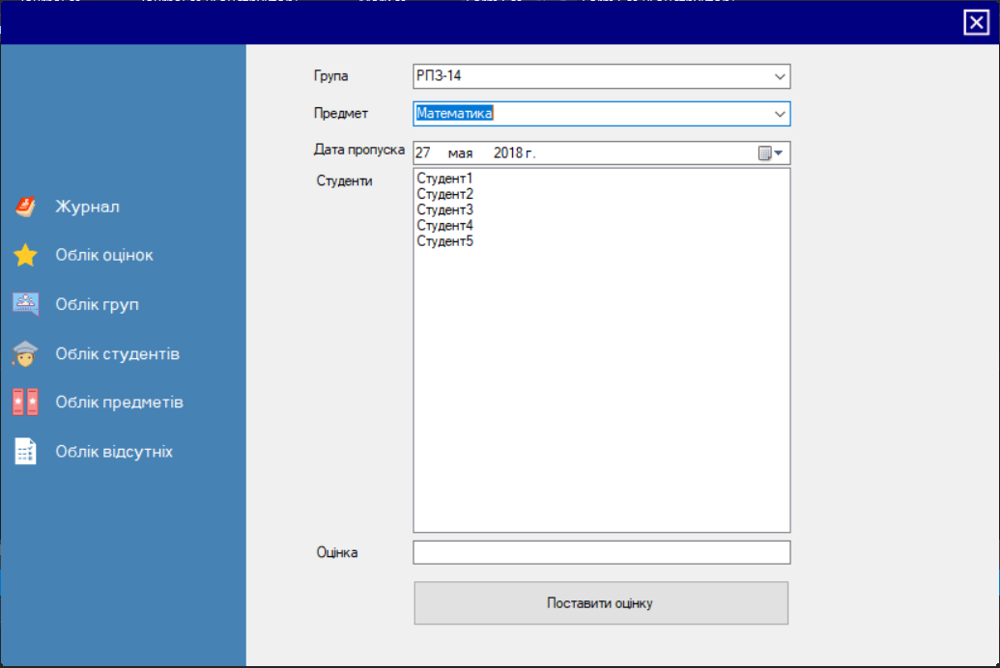 Журнал
Облік оцінок
Облік груп
Облік студентів
Облік предметів
Облік відсутніх
Група РПЗ-14
Предмет Математика
Дата пропуска 27 мая 2018 г.
Студенти
Студент1
Студент2
Студент3
Студент4
Студент5
Оцінка
Поставити оцінку